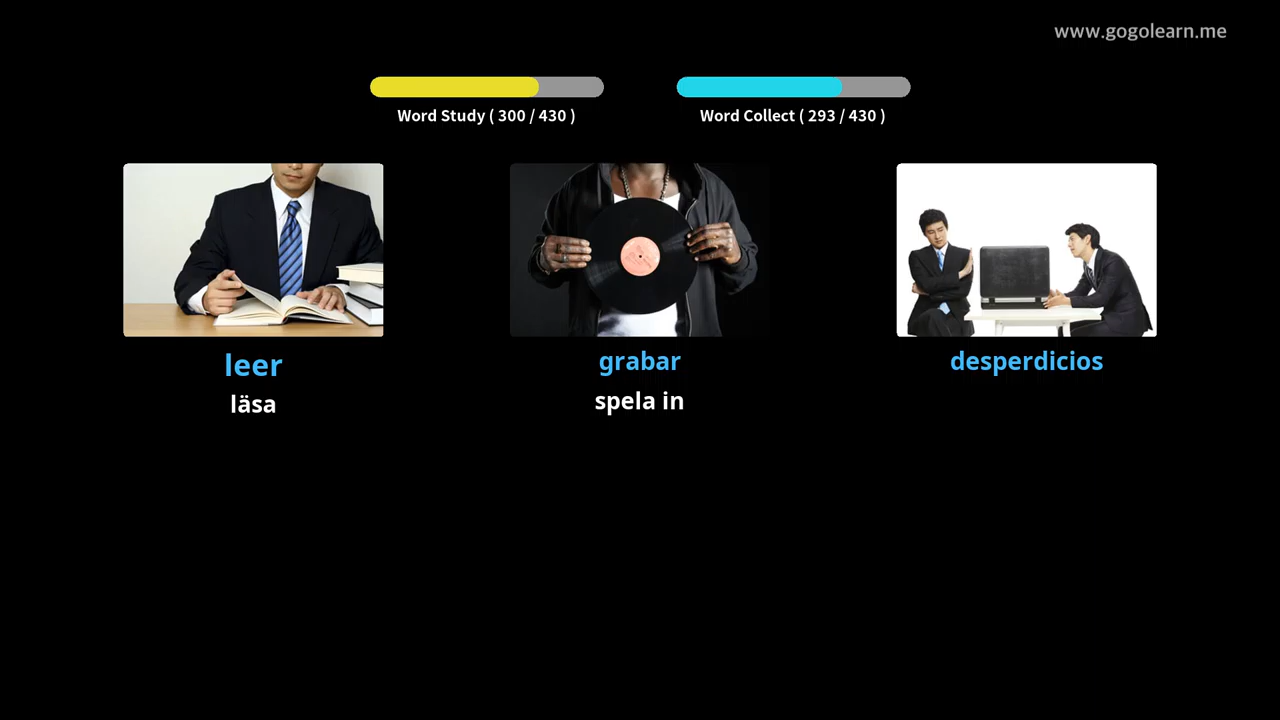 www.gogolearn.me
Word Study ( 300 / 430 )
Word Collect ( 293 / 430 )
leer
grabar
desperdicios
läsa
spela in